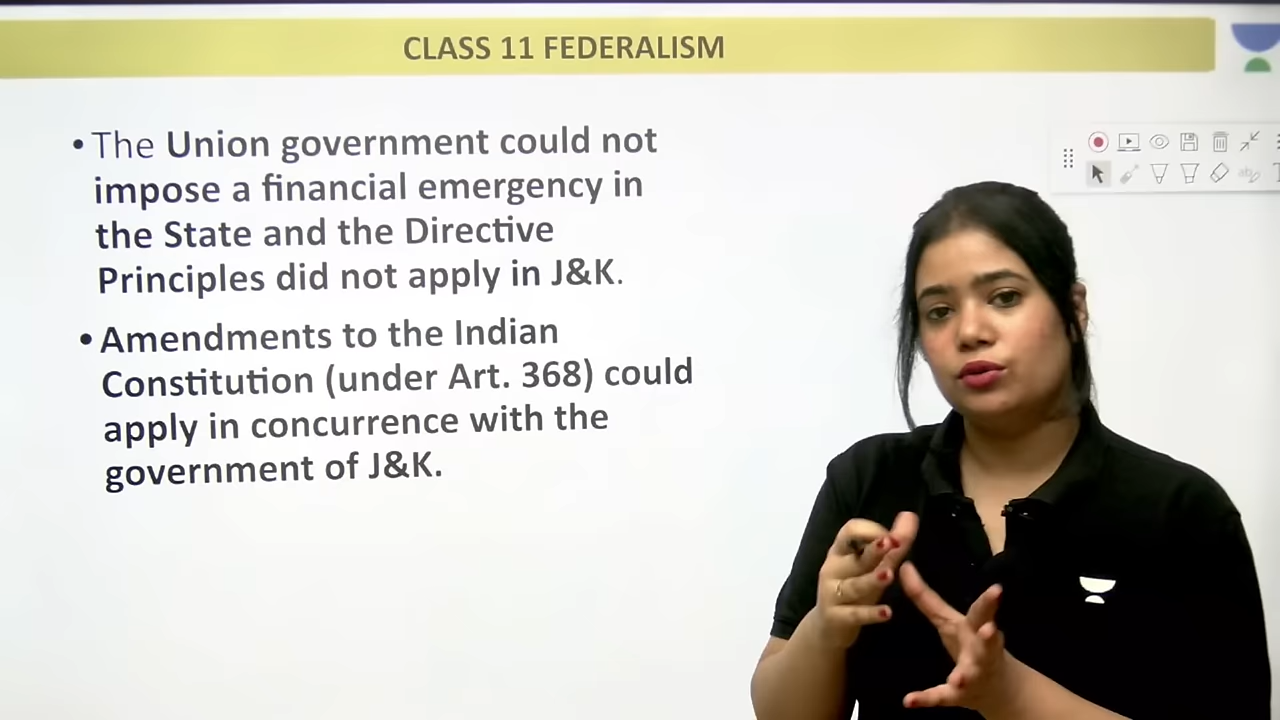 CLASS 11 FEDERALISM
• The Union government could not
impose a financial emergency in
the State and the Directive
Principles did not apply in J&K.
• Amendments to the Indian
Constitution (under Art. 368) could
apply in concurrence with the
government of J&K.